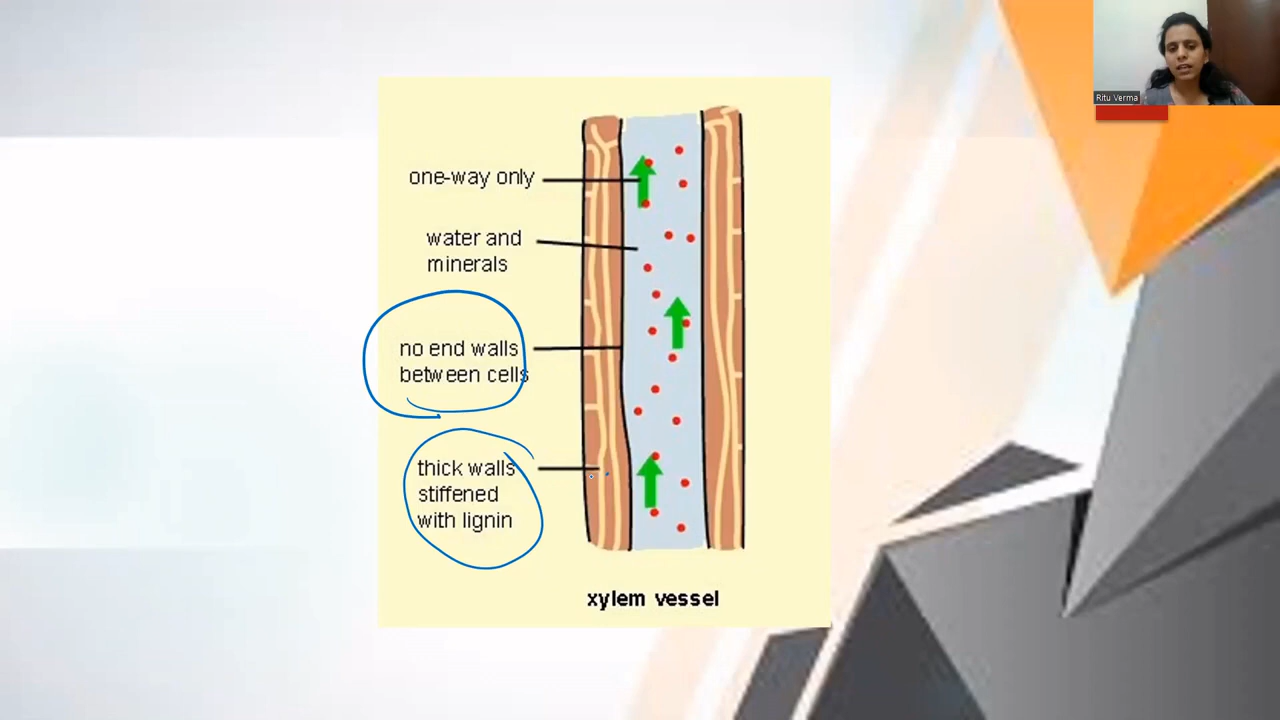 Ritu Verma
one-way only
water and
minerals
no end walls
between cells
thick walls
stiffened
with lignin
xylem vessel